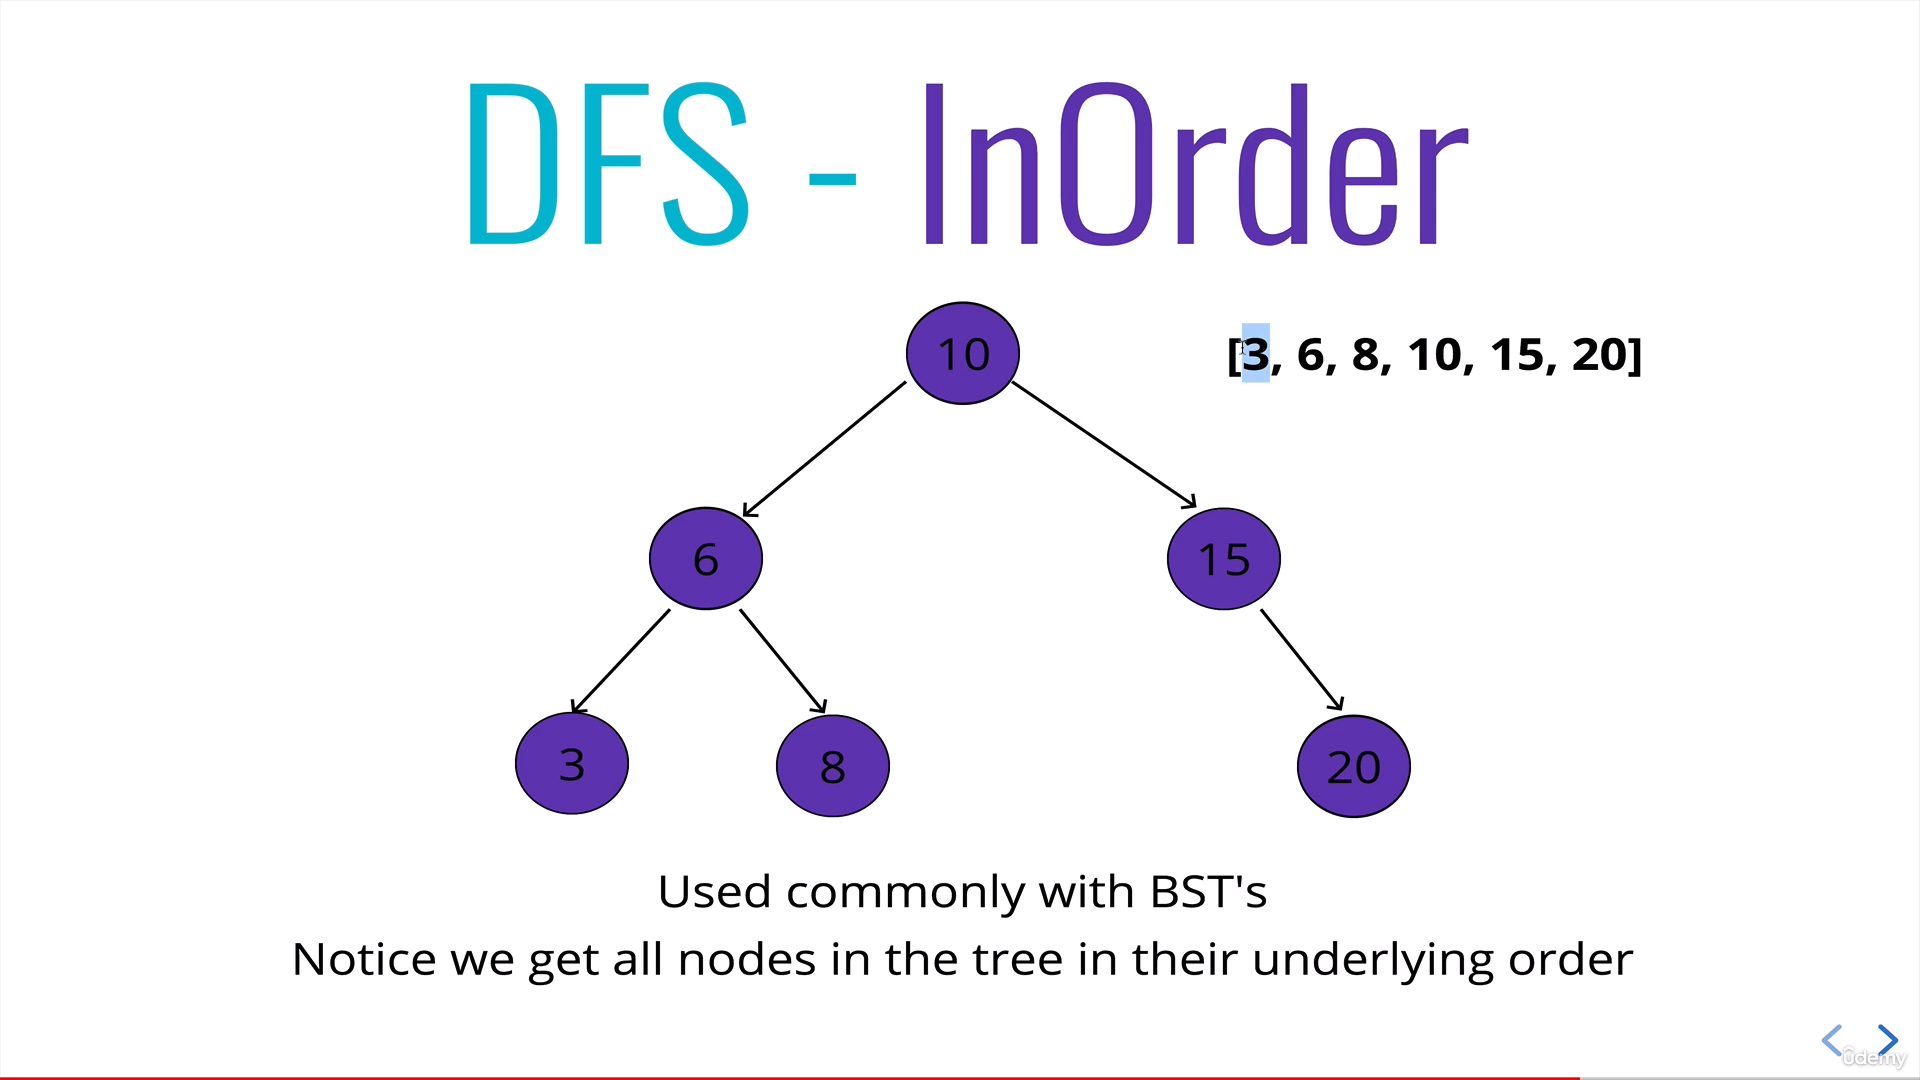 DFS - InOrder
10
[3, 6, 8, 10, 15, 20]
6
15
3
8
20
Used commonly with BST's
Notice we get all nodes in the tree in their underlying order
ûdemy